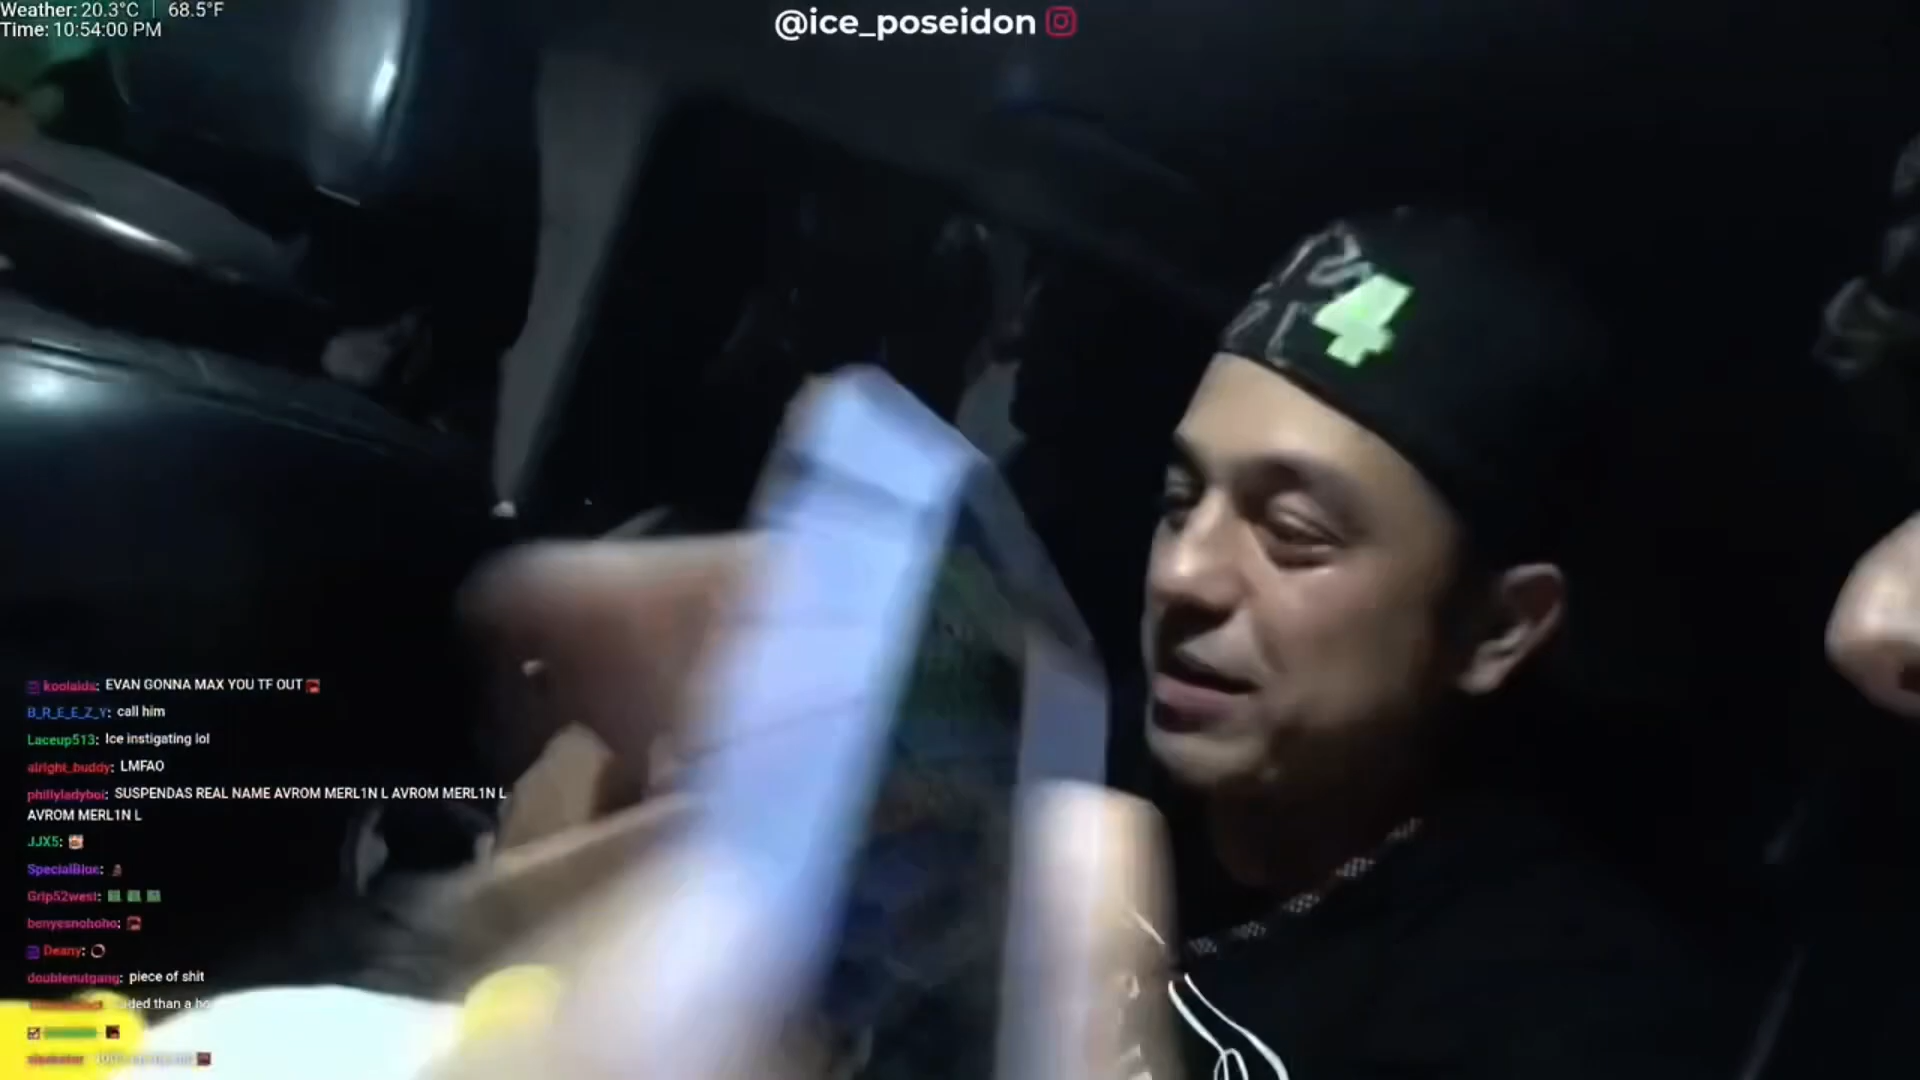 Weather: 20.3°C | 68.5°F
Time: 10:54:00 PM
@ice_poseidon
4
koolaids: EVAN GONNA MAX YOU TF OUT
B_R_E_E_Z_Y: call him
Laceup513: Ice instigating lol
alright_buddy: LMFAO
phillyladyboi: SUSPENDAS REAL NAME AVROM MERL1N L AVROM MERL1N L
AVROM MERL1N L
JJX5:
SpecialBlue:
Grip52west:
benyesnohoho:
Deany:
doublenutgang: piece of shit
than a